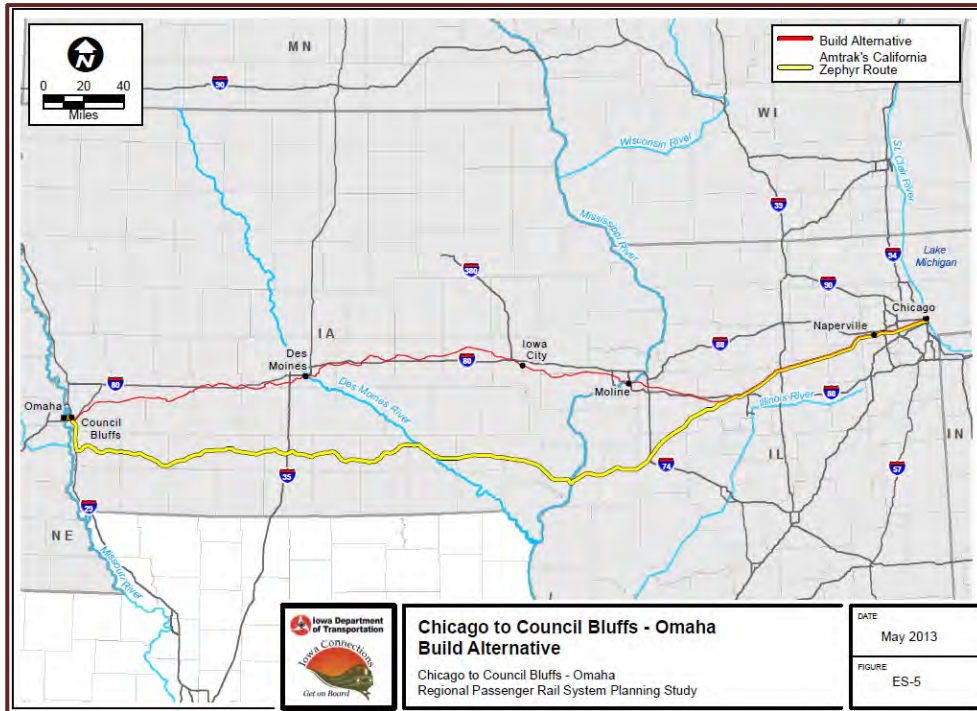 N
0 20 40
Miles
Build Alternative
Amtrak's California
Zephyr Route
MN
WI
IA
IL
IN
NE
90
Wisconsin River
Mississippi River
St. Clair River
Lake
Michigan
33
94
90
380
88
80
80
80
74
57
35
Chicago
Naperville
Iowa
City
Des
Moines
Moline
Des Moines River
Illinois River
Omaha
Council
Bluffs
Missouri River
Iowa Department
of Transportation
Iowa Connections
Get on Board
Chicago to Council Bluffs - Omaha
Build Alternative
Chicago to Council Bluffs - Omaha
Regional Passenger Rail System Planning Study
DATE
May 2013
FIGURE
ES-5